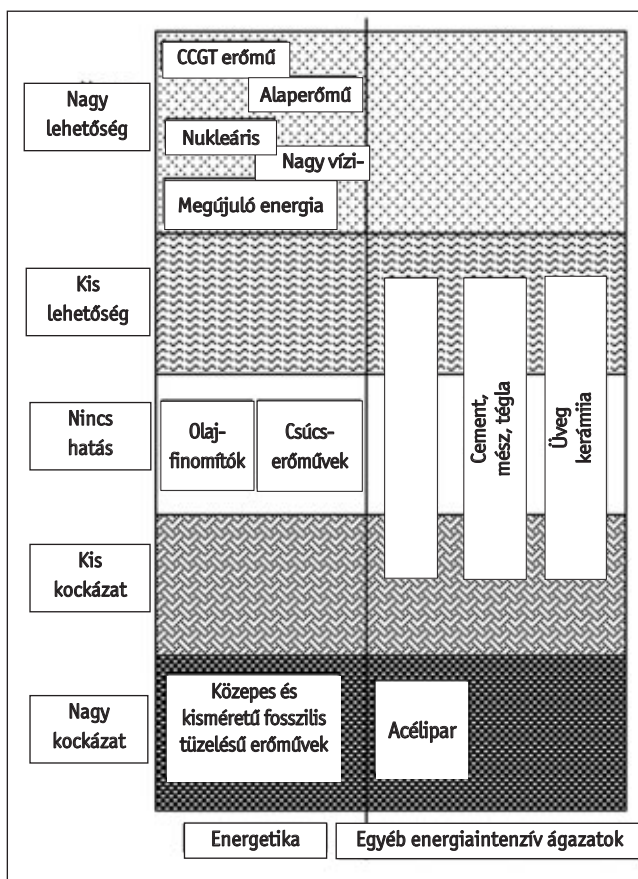 Nagy
lehetőség
CCGT erőmű
Alaperőmű
Nukleáris
Nagy vízi-
Megújuló energia
Kis
lehetőség
Nincs
hatás
Olaj-
finomítók
Csúcs-
erőművek
Cement,
mész, tégla
Üveg
kerámia
Kis
kockázat
Nagy
kockázat
Közepes és
kisméretű fosszilis
tüzelésű erőművek
Acélipar
Energetika
Egyéb energiaintenzív ágazatok